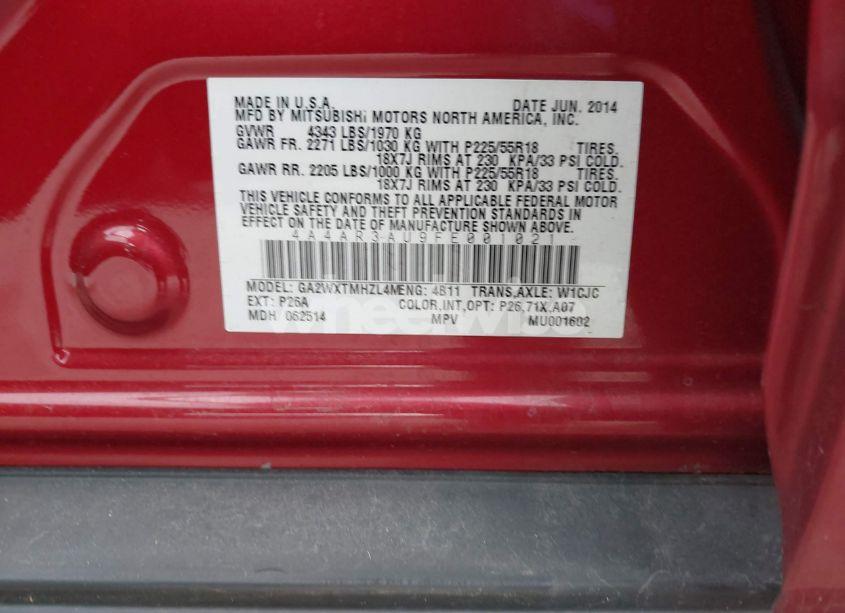 MADE IN U.S.A. DATE JUN. 2014
MFD BY MITSUBISHI MOTORS NORTH AMERICA, INC.
GVWR 4343 LBS/1970 KG
GAWR FR. 2271 LBS/1030 KG WITH P225/55R18 TIRES.
18X7J RIMS AT 230 KPA/33 PSI COLD.
GAWR RR. 2205 LBS/1000 KG WITH P225/55R18 TIRES.
18X7J RIMS AT 230 KPA/33 PSI COLD.
THIS VEHICLE CONFORMS TO ALL APPLICABLE FEDERAL MOTOR
VEHICLE SAFETY AND THEFT PREVENTION STANDARDS IN
EFFECT ON THE DATE OF MANUFACTURE SHOWN ABOVE.
4A4AR3AU9FE001021
MODEL: GA2WXTMHZL4MENG: 4B11 TRANS,AXLE: W1CJC
EXT: P26A COLOR,INT,OPT: P26,71X,A07
MDH 062514 MPV MU001602